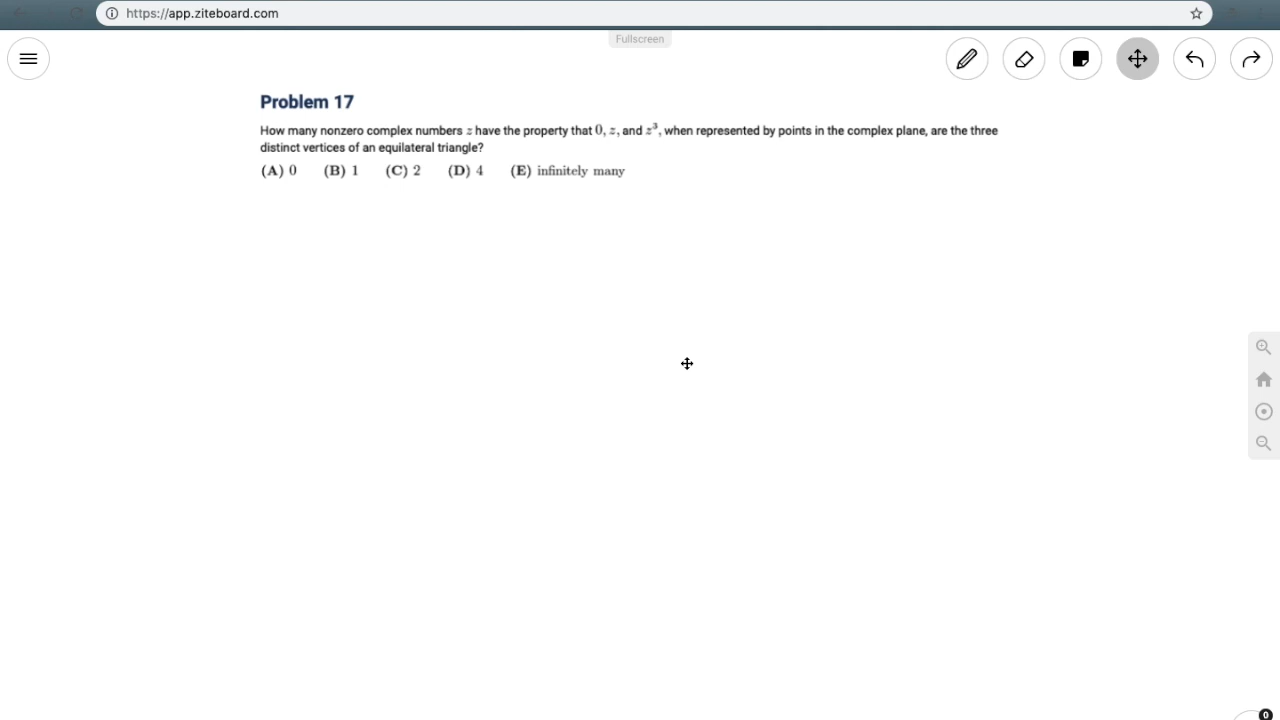 https://app.ziteboard.com
Fullscreen
Problem 17
How many nonzero complex numbers z have the property that 0, z, and z³, when represented by points in the complex plane, are the three
distinct vertices of an equilateral triangle?
(A) 0 (B) 1 (C) 2 (D) 4 (E) infinitely many
0